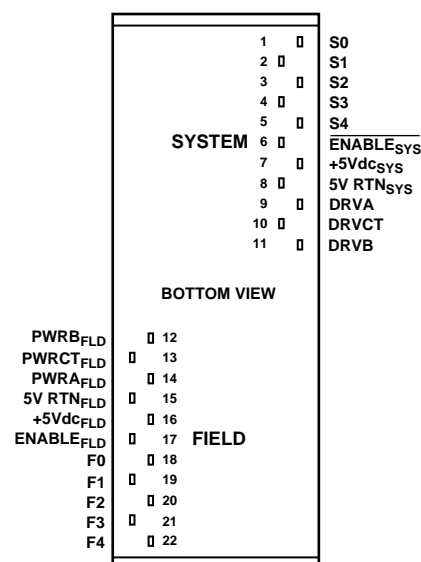 1 S0
2 S1
3 S2
4 S3
5 S4
SYSTEM 6 ENABLESYS
7 +5VdcSYS
8 5V RTNSYS
9 DRVA
10 DRVCT
11 DRVB
BOTTOM VIEW
PWRBFLD 12
PWRCTFLD 13
PWRAFLD 14
5V RTNFLD 15
+5VdcFLD 16
ENABLEFLD 17 FIELD
F0 18
F1 19
F2 20
F3 21
F4 22